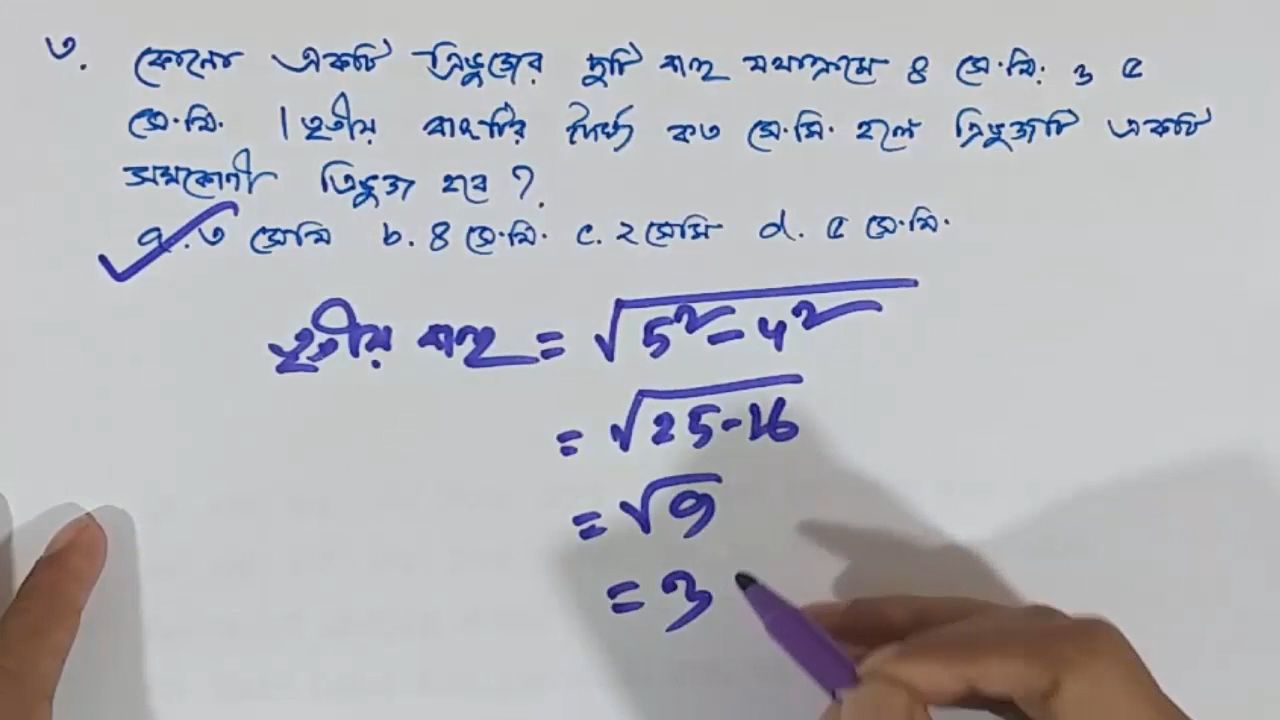 ৩. কোনো একটি ত্রিভুজের দুটি বাহু যথাক্রমে ৪ সে.মি. ও ৫
সে.মি. । তৃতীয় বাহুটির দৈর্ঘ্য কত সে.মি. হলে ত্রিভুজটি একটি
সমকোণী ত্রিভুজ হবে ?
a. ৩ সেমি b. ৪ সে.মি. c. ২ সেমি d. ৫ সে.মি.
তৃতীয় বাহু = √5² - 4²
= √25-16
= √9
= 3